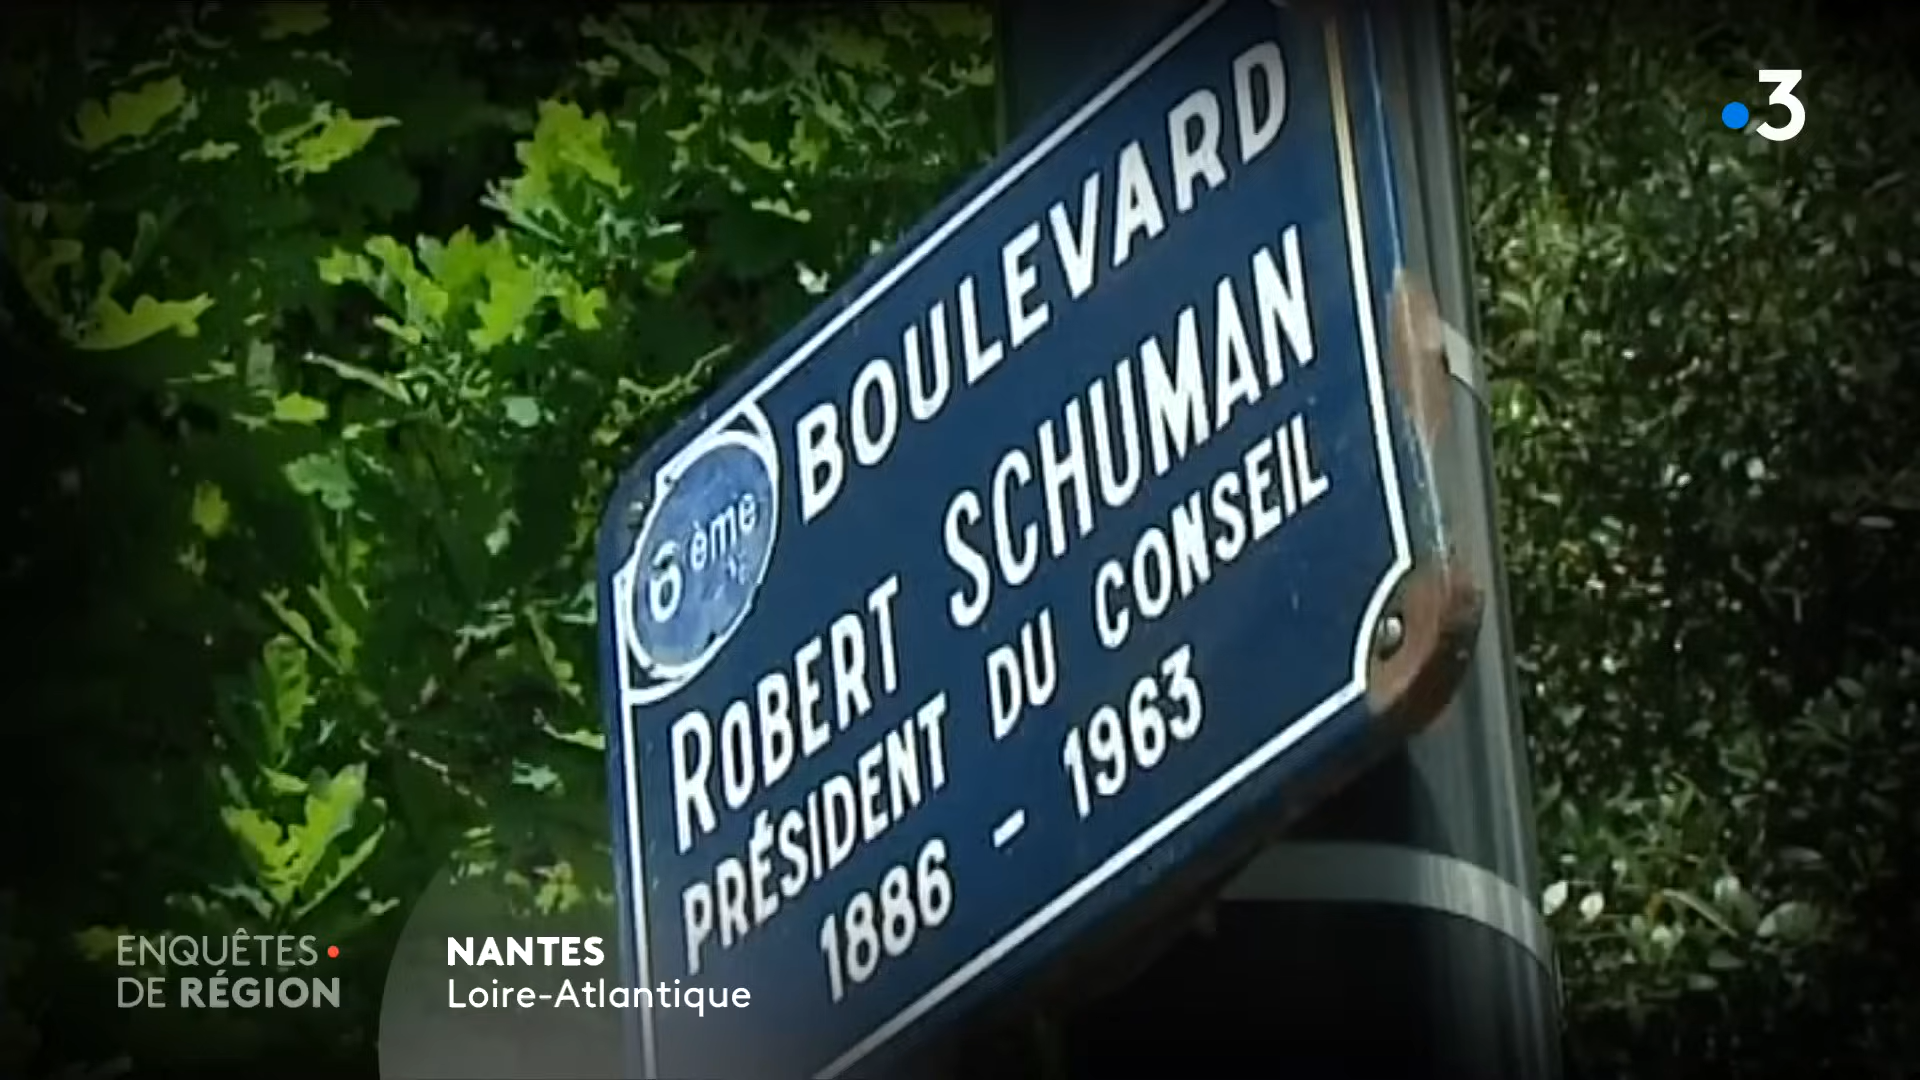 3
BOULEVARD
6ème
ROBERT SCHUMAN
PRÉSIDENT DU CONSEIL
1886 - 1963
ENQUÊTES
DE RÉGION
NANTES
Loire-Atlantique